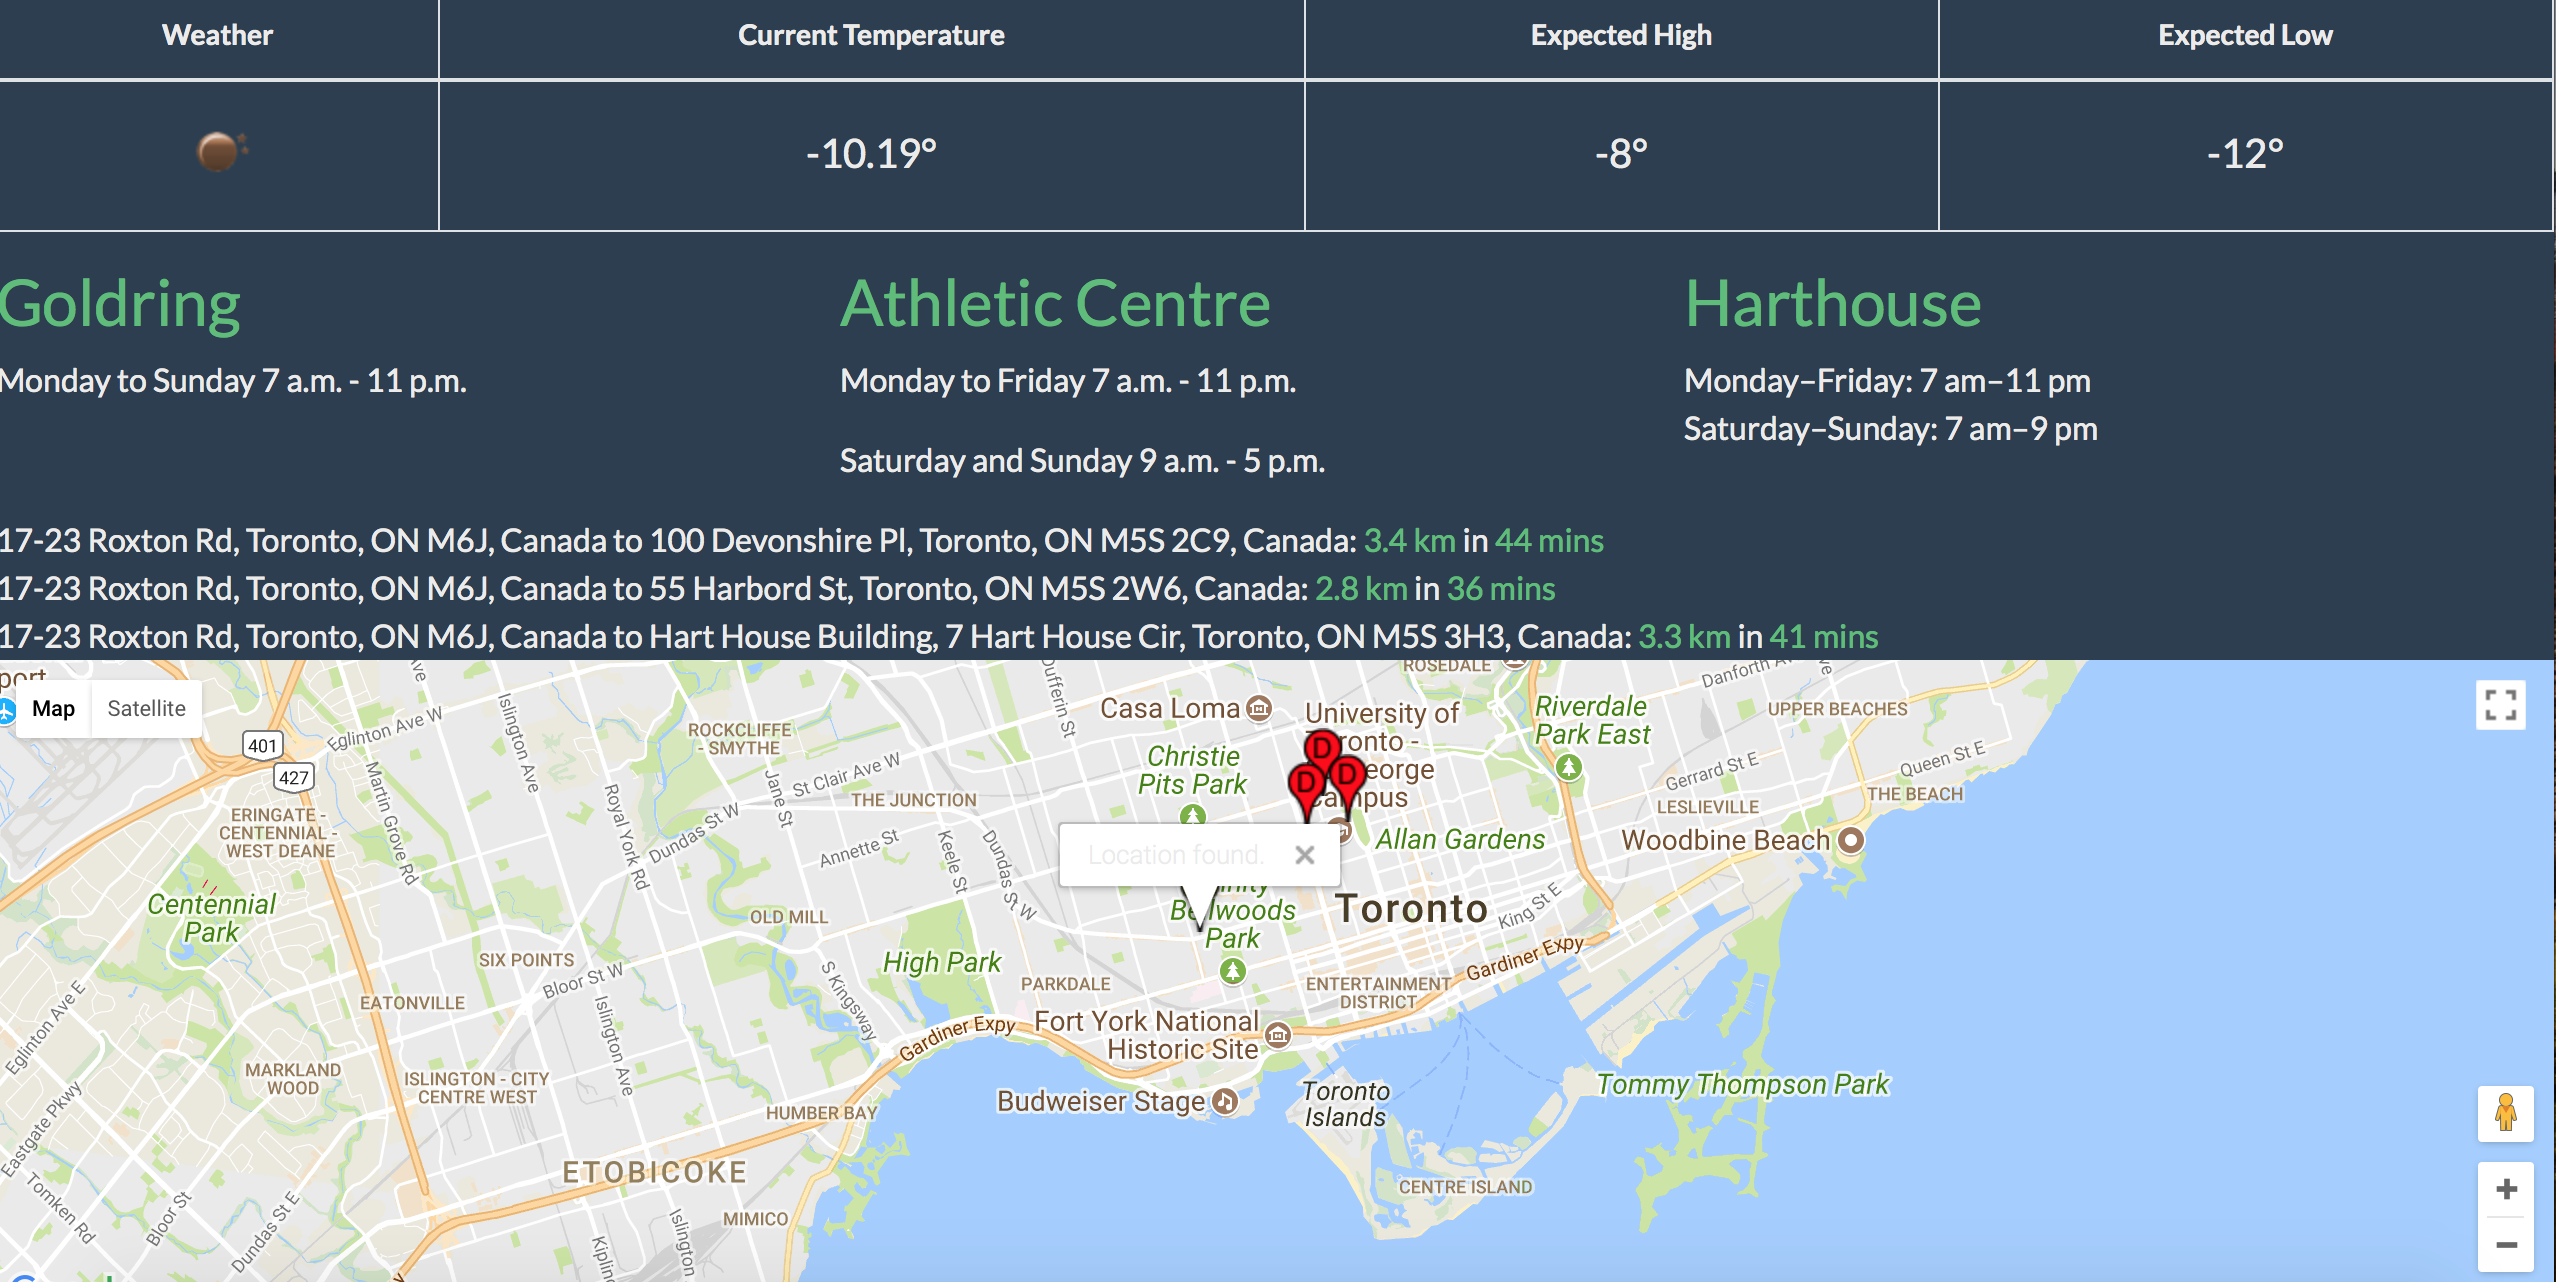 Weather Current Temperature Expected High Expected Low
-10.19° -8° -12°
Goldring Athletic Centre Harthouse
Monday to Sunday 7 a.m. - 11 p.m. Monday to Friday 7 a.m. - 11 p.m. Monday–Friday: 7 am–11 pm
Saturday–Sunday: 7 am–9 pm
Saturday and Sunday 9 a.m. - 5 p.m.
17-23 Roxton Rd, Toronto, ON M6J, Canada to 100 Devonshire Pl, Toronto, ON M5S 2C9, Canada: 3.4 km in 44 mins
17-23 Roxton Rd, Toronto, ON M6J, Canada to 55 Harbord St, Toronto, ON M5S 2W6, Canada: 2.8 km in 36 mins
17-23 Roxton Rd, Toronto, ON M6J, Canada to Hart House Building, 7 Hart House Cir, Toronto, ON M5S 3H3, Canada: 3.3 km in 41 mins
Map Satellite
401
427
Eglinton Ave W
Islington Ave
ROCKCLIFFE
- SMYTHE
Dufferin St
Casa Loma
University of
ROSEDALE
Riverdale
Park East
UPPER BEACHES
Christie
Pits Park
D
D
D
Campus
Martin Grove Rd
Royal York Rd
Jane St
St Clair Ave W
THE JUNCTION
Dundas St W
Annette St
Keele St
Dundas St W
Gerrard St E
Queen St E
LESLIEVILLE
THE BEACH
ERINGATE -
CENTENNIAL -
WEST DEANE
Allan Gardens
Woodbine Beach
Location found.
Centennial
Park
OLD MILL
Park
Toronto
King St E
Gardiner Expy
SIX POINTS
Bloor St W
High Park
S Kingsway
PARKDALE
ENTERTAINMENT
DISTRICT
EATONVILLE
Islington Ave
Eglinton Ave E
Gardiner Expy
Fort York National
Historic Site
MARKLAND
WOOD
ISLINGTON - CITY
CENTRE WEST
Budweiser Stage
Toronto
Islands
Tommy Thompson Park
Eastgate Pkwy
HUMBER BAY
ETOBICOKE
CENTRE ISLAND
Tomken Rd
Bloor St
Dundas St E
MIMICO
Islington